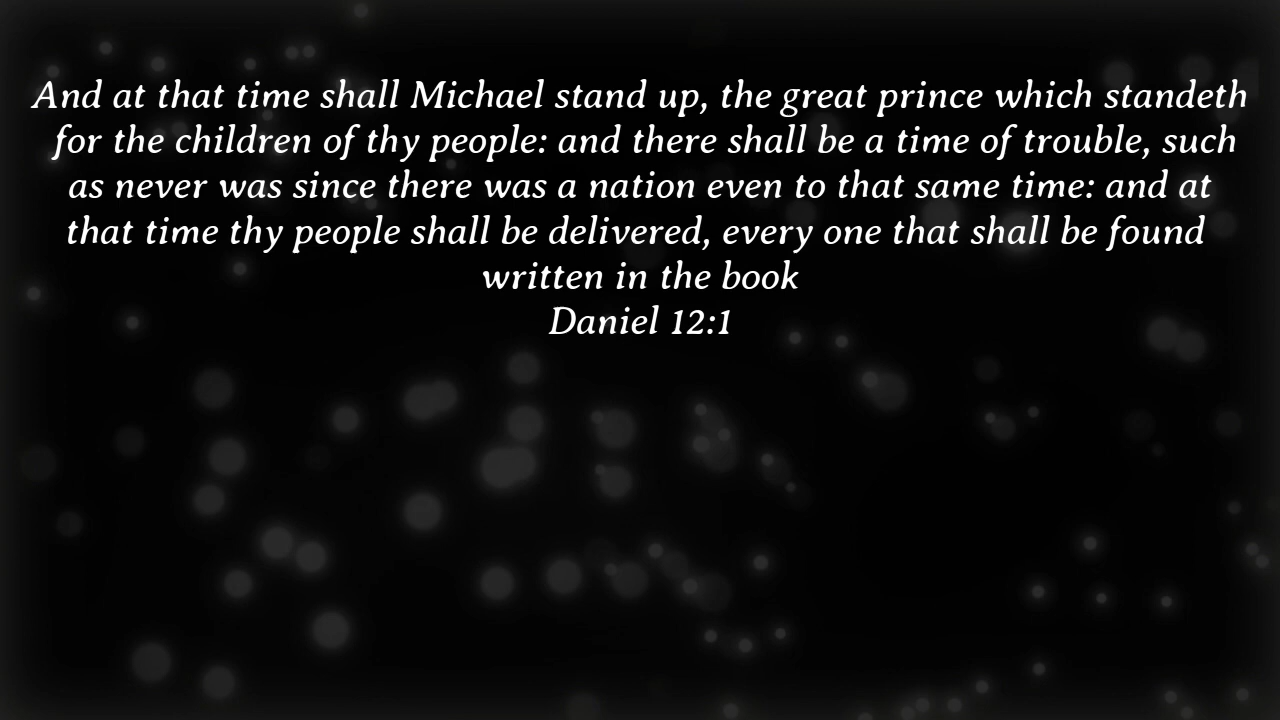 And at that time shall Michael stand up, the great prince which standeth
for the children of thy people: and there shall be a time of trouble, such
as never was since there was a nation even to that same time: and at
that time thy people shall be delivered, every one that shall be found
written in the book
Daniel 12:1